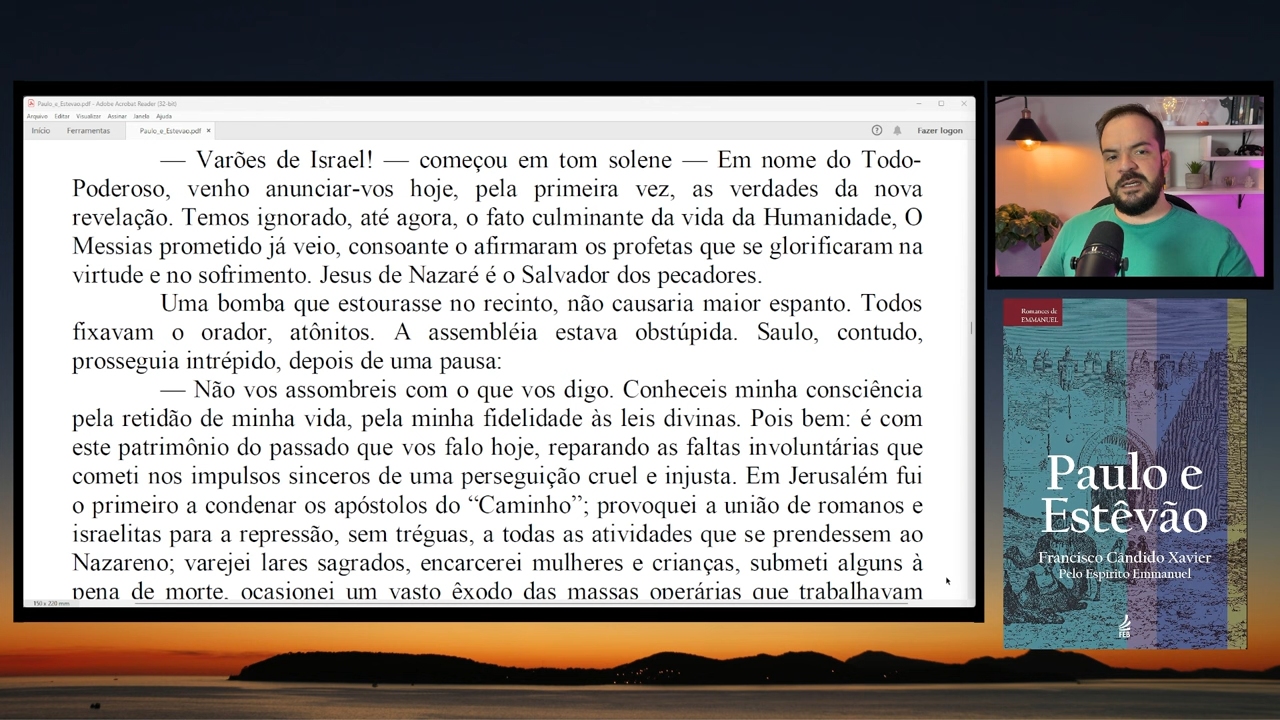 Paulo_e_Estevao.pdf - Adobe Acrobat Reader (32-bit)
Arquivo Editar Visualizar Assinar Janela Ajuda
Início Ferramentas Paulo_e_Estevao.pdf × Fazer logon
— Varões de Israel! — começou em tom solene — Em nome do Todo-
Poderoso, venho anunciar-vos hoje, pela primeira vez, as verdades da nova
revelação. Temos ignorado, até agora, o fato culminante da vida da Humanidade, O
Messias prometido já veio, consoante o afirmaram os profetas que se glorificaram na
virtude e no sofrimento. Jesus de Nazaré é o Salvador dos pecadores.
Uma bomba que estourasse no recinto, não causaria maior espanto. Todos
fixavam o orador, atônitos. A assembléia estava obstúpida. Saulo, contudo,
prosseguia intrépido, depois de uma pausa:
— Não vos assombreis com o que vos digo. Conheceis minha consciência
pela retidão de minha vida, pela minha fidelidade às leis divinas. Pois bem: é com
este patrimônio do passado que vos falo hoje, reparando as faltas involuntárias que
cometi nos impulsos sinceros de uma perseguição cruel e injusta. Em Jerusalém fui
o primeiro a condenar os apóstolos do “Caminho”; provoquei a união de romanos e
israelitas para a repressão, sem tréguas, a todas as atividades que se prendessem ao
Nazareno; varejei lares sagrados, encarcerei mulheres e crianças, submeti alguns à
pena de morte, ocasionei um vasto êxodo das massas operárias que trabalhavam
150 x 220 mm
Romances de
EMMANUEL
Paulo e
Estêvão
Francisco Cândido Xavier
Pelo Espírito Emmanuel
FEB